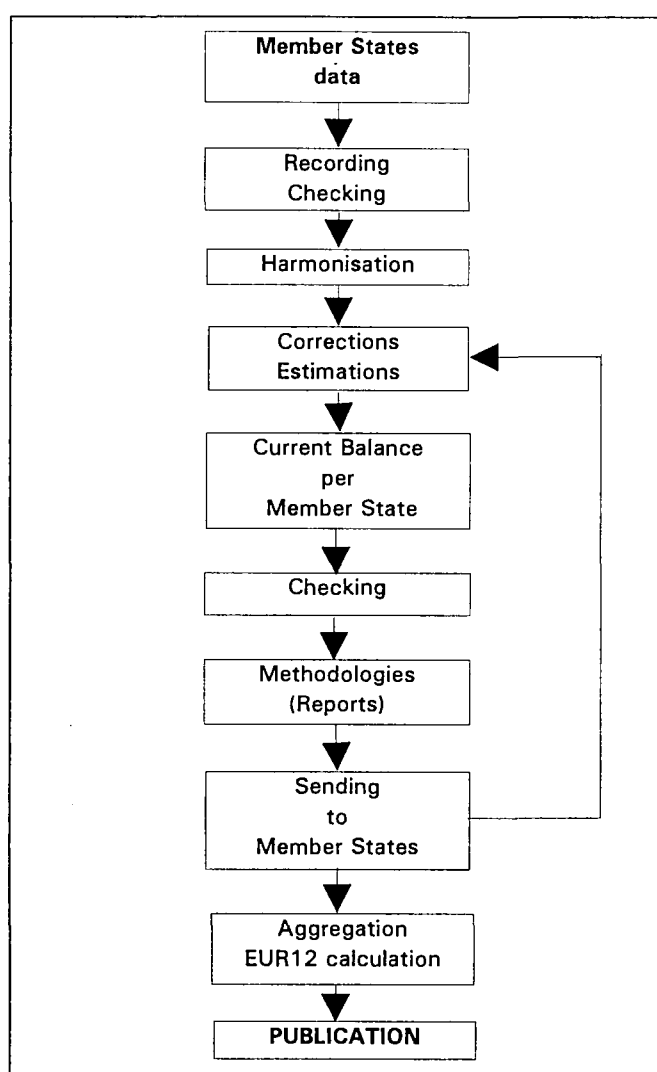 Member States
data
Recording
Checking
Harmonisation
Corrections
Estimations
Current Balance
per
Member State
Checking
Methodologies
(Reports)
Sending
to
Member States
Aggregation
EUR12 calculation
PUBLICATION